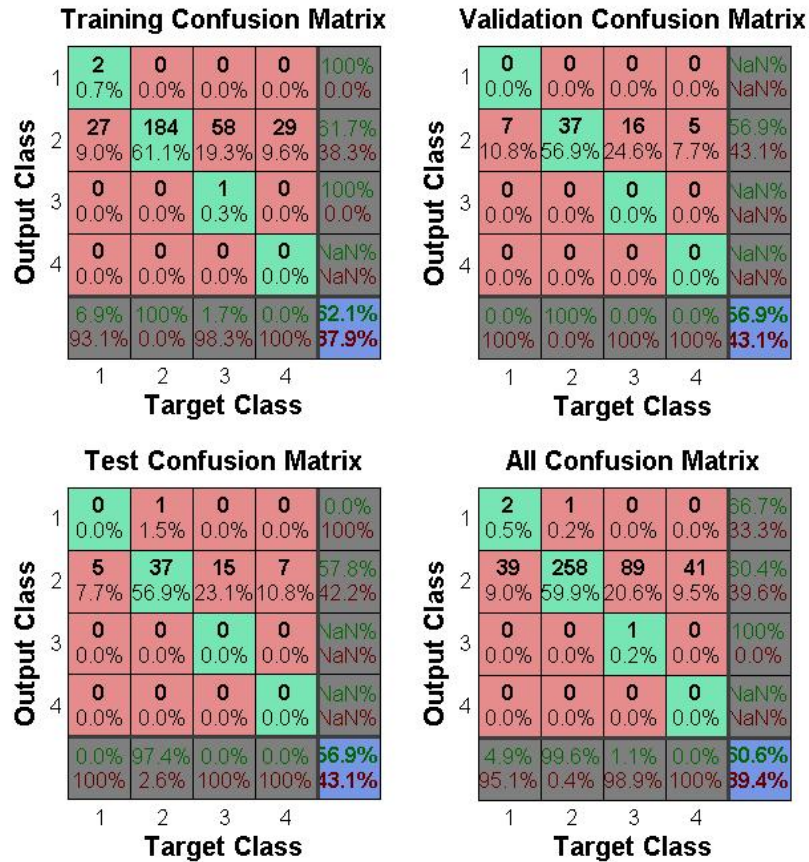 Training Confusion Matrix
Output Class
1
2 0 0 0 100%
0.7% 0.0% 0.0% 0.0% 0.0%
2
27 184 58 29 61.7%
9.0% 61.1% 19.3% 9.6% 38.3%
3
0 0 1 0 100%
0.0% 0.0% 0.3% 0.0% 0.0%
4
0 0 0 0 NaN%
0.0% 0.0% 0.0% 0.0% NaN%
6.9% 100% 1.7% 0.0% 62.1%
93.1% 0.0% 98.3% 100% 37.9%
1 2 3 4
Target Class
Validation Confusion Matrix
Output Class
1
0 0 0 0 NaN%
0.0% 0.0% 0.0% 0.0% NaN%
2
7 37 16 5 56.9%
10.8% 56.9% 24.6% 7.7% 43.1%
3
0 0 0 0 NaN%
0.0% 0.0% 0.0% 0.0% NaN%
4
0 0 0 0 NaN%
0.0% 0.0% 0.0% 0.0% NaN%
0.0% 100% 0.0% 0.0% 56.9%
100% 0.0% 100% 100% 43.1%
1 2 3 4
Target Class
Test Confusion Matrix
Output Class
1
0 1 0 0 0.0%
0.0% 1.5% 0.0% 0.0% 100%
2
5 37 15 7 57.8%
7.7% 56.9% 23.1% 10.8% 42.2%
3
0 0 0 0 NaN%
0.0% 0.0% 0.0% 0.0% NaN%
4
0 0 0 0 NaN%
0.0% 0.0% 0.0% 0.0% NaN%
0.0% 97.4% 0.0% 0.0% 56.9%
100% 2.6% 100% 100% 43.1%
1 2 3 4
Target Class
All Confusion Matrix
Output Class
1
2 1 0 0 66.7%
0.5% 0.2% 0.0% 0.0% 33.3%
2
39 258 89 41 60.4%
9.0% 59.9% 20.6% 9.5% 39.6%
3
0 0 1 0 100%
0.0% 0.0% 0.2% 0.0% 0.0%
4
0 0 0 0 NaN%
0.0% 0.0% 0.0% 0.0% NaN%
4.9% 99.6% 1.1% 0.0% 60.6%
95.1% 0.4% 98.9% 100% 39.4%
1 2 3 4
Target Class